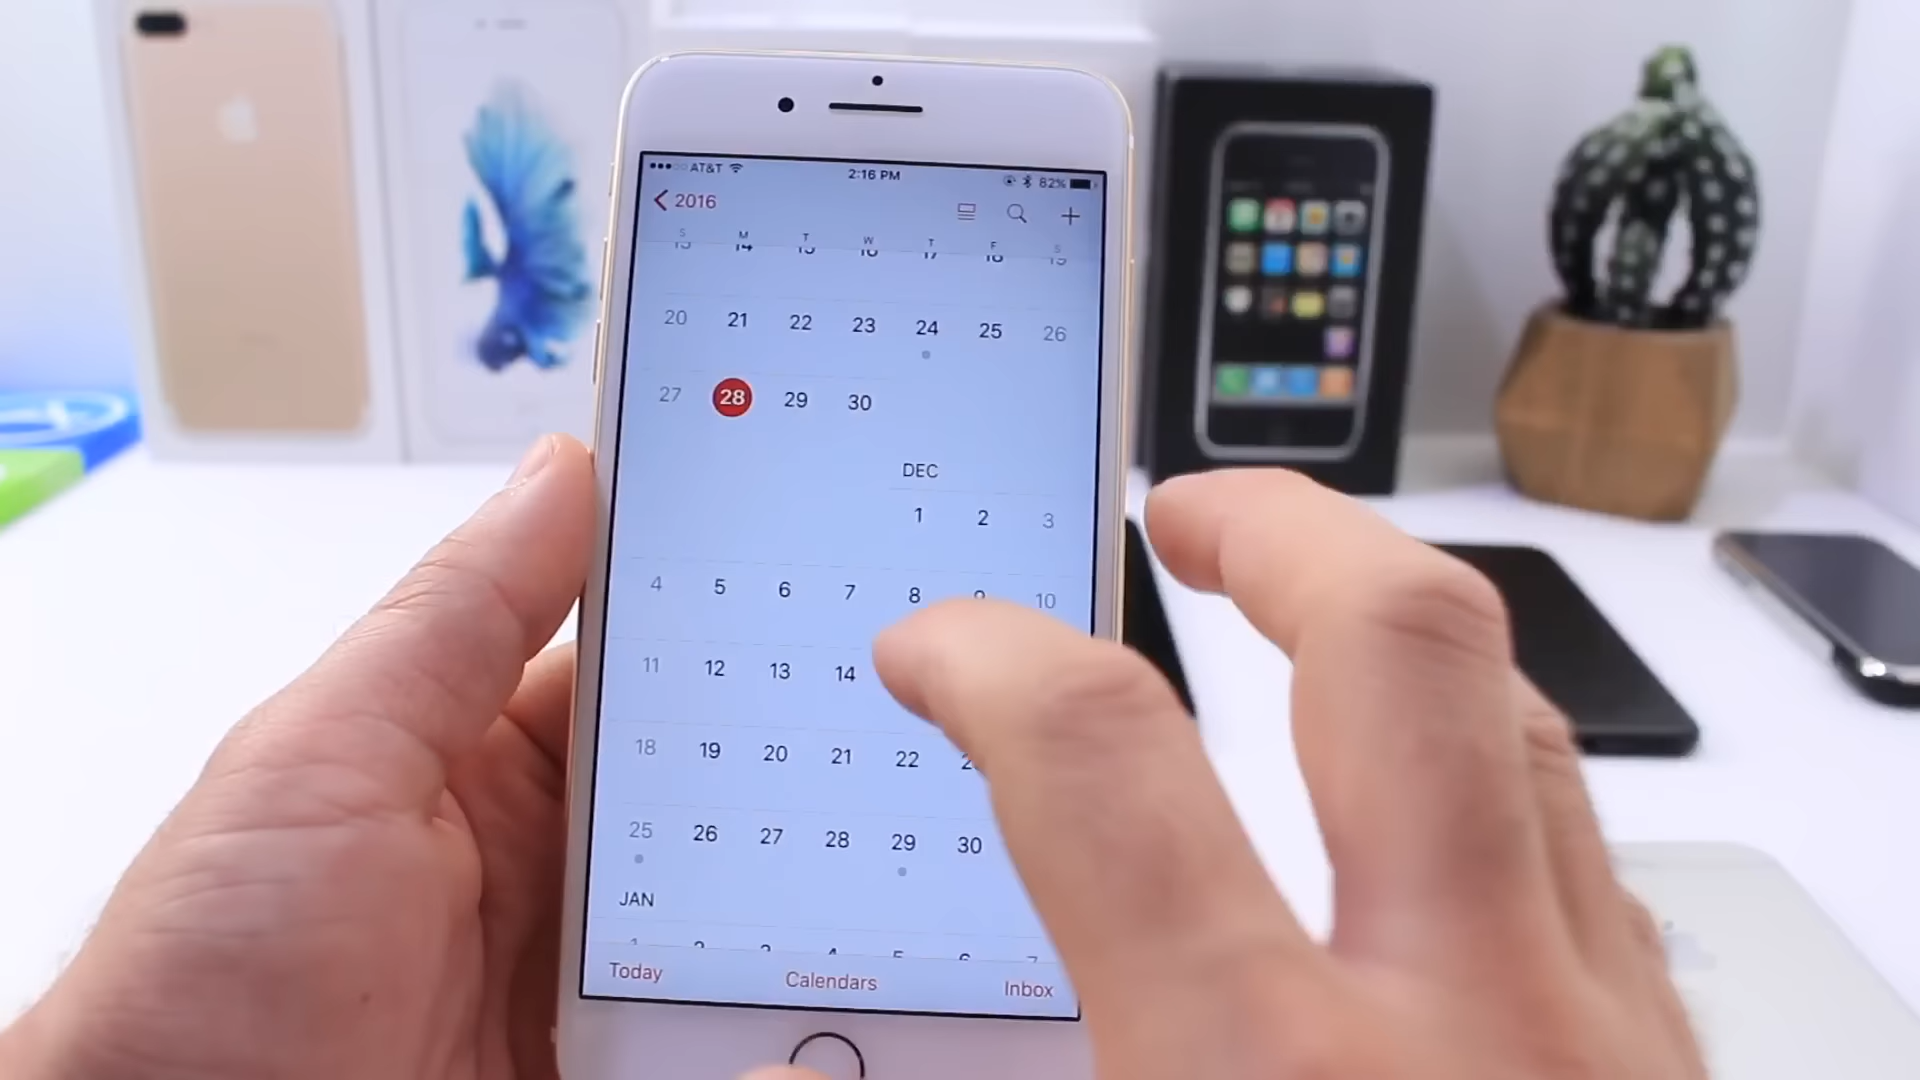 AT&T 2:16 PM 82%
2016
S M T W T F S
20 21 22 23 24 25 26
27 28 29 30
DEC
1 2 3
4 5 6 7 8 9 10
11 12 13 14
18 19 20 21 22
25 26 27 28 29 30
JAN
Today Calendars Inbox